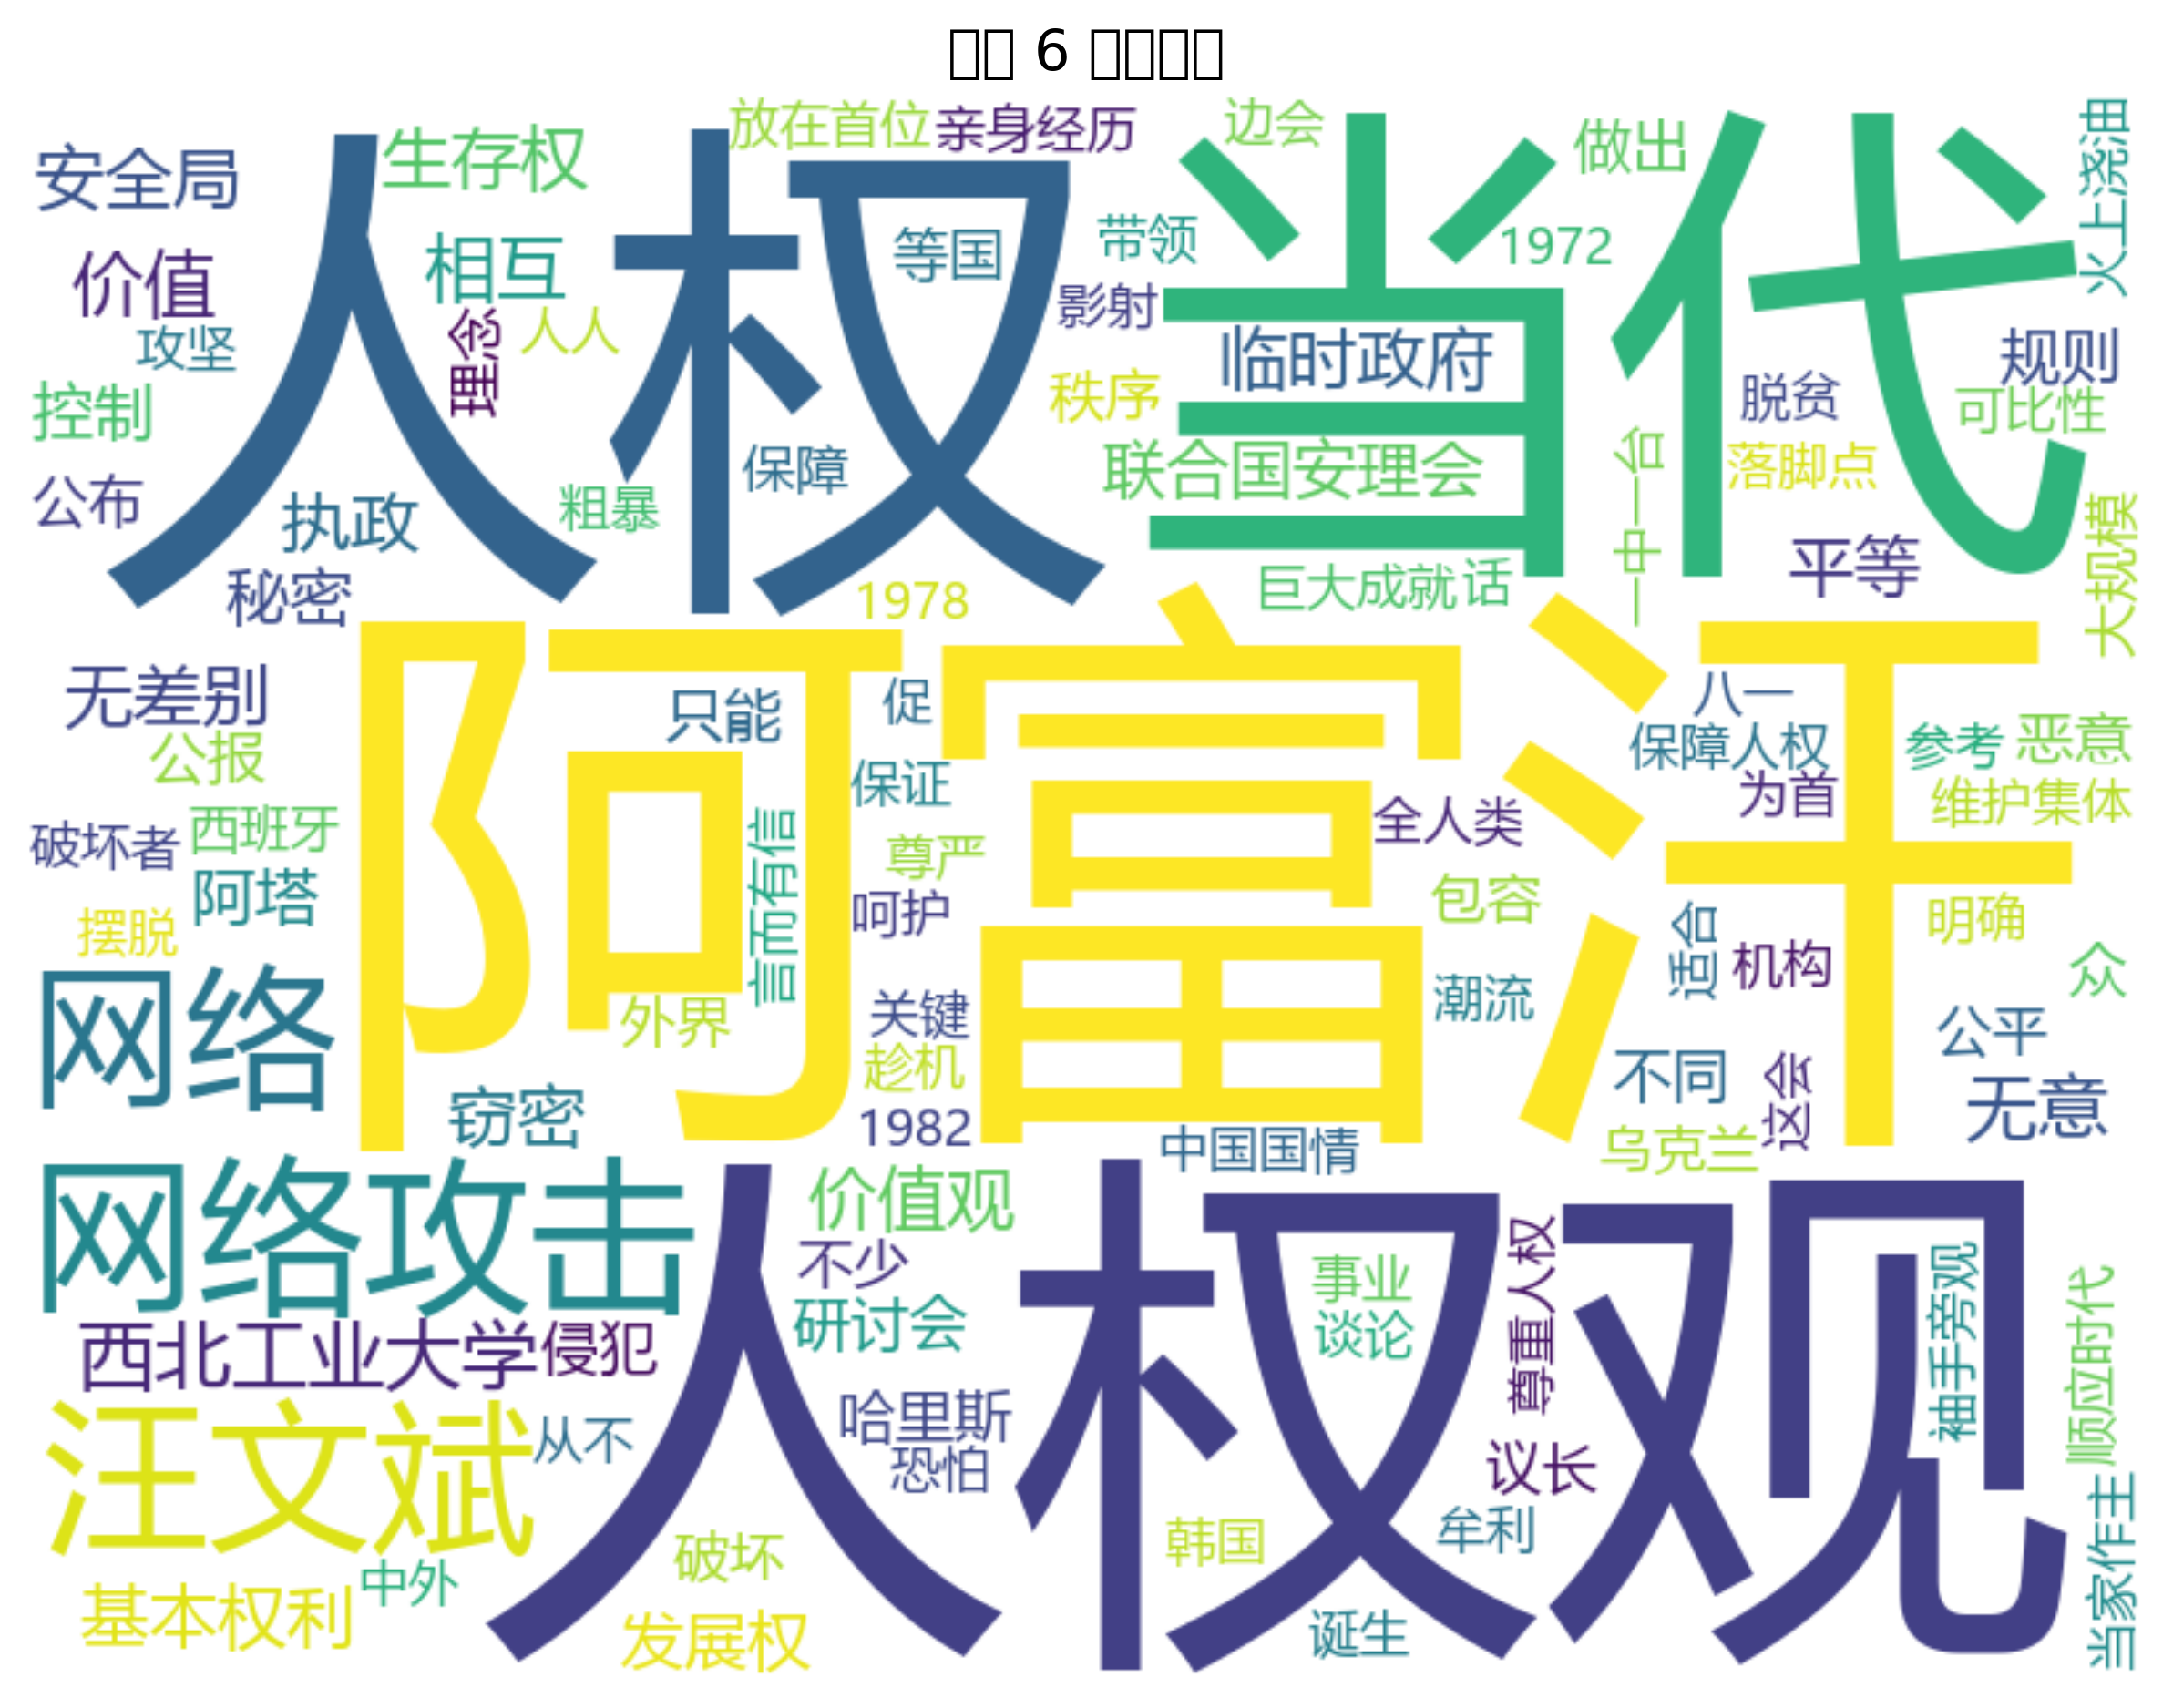 6
放在首位 亲身经历 边会 做出
安全局 生存权 人权 当代 火上浇油
价值 相互 等国 带领 1972
攻坚 理念 人人 影射 临时政府 规则
控制 秩序 脱贫 可比性
公布 执政 粗暴 保障 联合国安理会 一中一台 落脚点
秘密 1978 巨大成就 话 平等 大规模
阿富汗
无差别 只能 促 八一
公报 保证 保障人权 参考 恶意
破坏者 西班牙 言而有信 尊严 全人类 为首 维护集体
阿塔 呵护 包容 明确
摆脱 适合 机构 众
网络 外界 关键 潮流 公平
窃密 趁机 不同 这会 无意
1982 中国国情 乌克兰
网络攻击 价值观 人权观
不少 事业 尊重人权 袖手旁观 顺应时代
西北工业大学 侵犯 研讨会 谈论
汪文斌 从不 哈里斯 议长
恐怕 当家作主
中外 破坏 韩国 牟利
基本权利 发展权 诞生